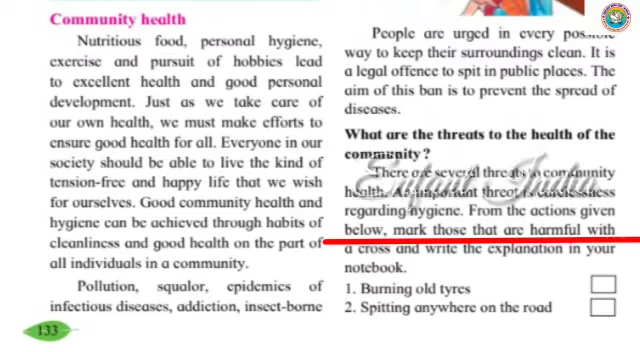 Community health
Nutritious food, personal hygiene,
exercise and pursuit of hobbies lead
to excellent health and good personal
development. Just as we take care of
our own health, we must make efforts to
ensure good health for all. Everyone in our
society should be able to live the kind of
tension-free and happy life that we wish
for ourselves. Good community health and
hygiene can be achieved through habits of
cleanliness and good health on the part of
all individuals in a community.
Pollution, squalor, epidemics of
infectious diseases, addiction, insect-borne
133
People are urged in every possible
way to keep their surroundings clean. It is
a legal offence to spit in public places. The
aim of this ban is to prevent the spread of
diseases.
What are the threats to the health of the
community?
There are several threats to community
health. An important threat is carelessness
regarding hygiene. From the actions given
below, mark those that are harmful with
a cross and write the explanation in your
notebook.
1. Burning old tyres
2. Spitting anywhere on the road